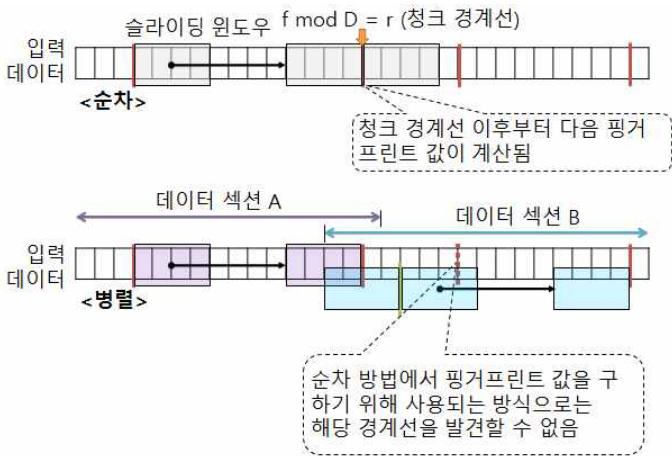 슬라이딩 윈도우 f mod D = r (청크 경계선)
입력
데이터
<순차>
청크 경계선 이후부터 다음 핑거
프린트 값이 계산됨
데이터 섹션 A
데이터 섹션 B
입력
데이터
<병렬>
순차 방법에서 핑거프린트 값을 구
하기 위해 사용되는 방식으로는
해당 경계선을 발견할 수 없음